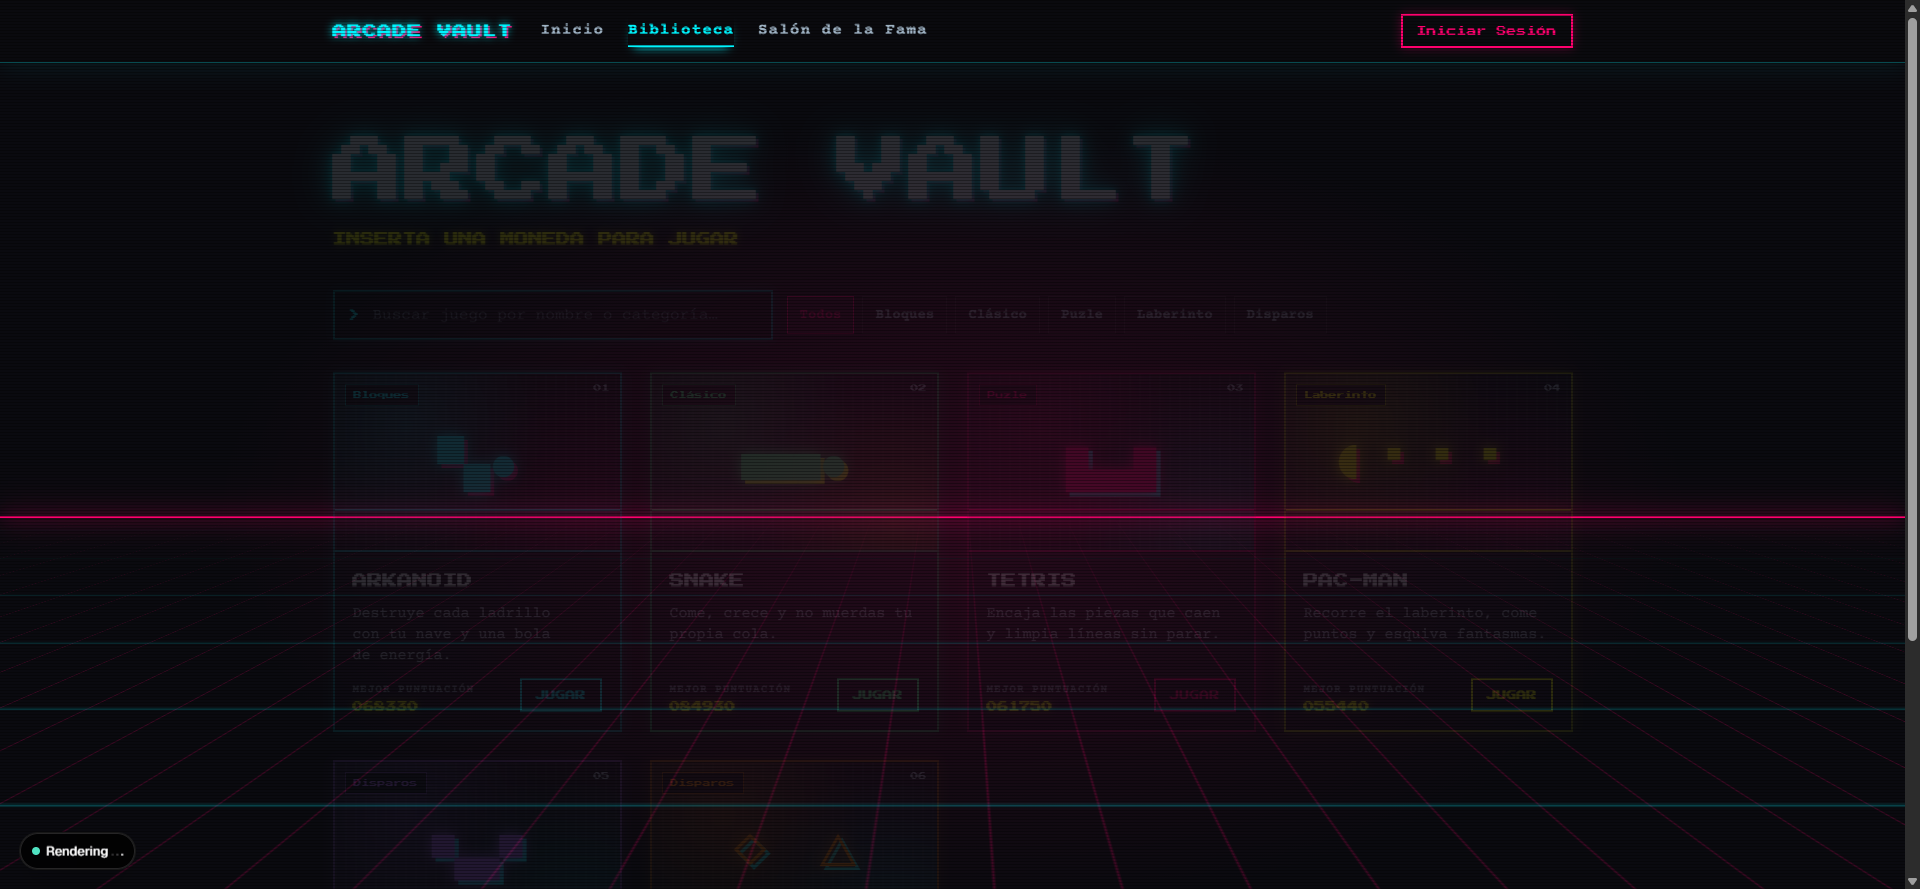 ARCADE VAULT Inicio Biblioteca Salón de la Fama Iniciar Sesión
ARCADE VAULT
INSERTA UNA MONEDA PARA JUGAR
Buscar juego por nombre o categoría… Todos Bloques Clásico Puzle Laberinto Disparos
Bloques 01
Clásico 02
Puzle 03
Laberinto 04
ARKANOID
Destruye cada ladrillo
con tu nave y una bola
de energía.
MEJOR PUNTUACIÓN
068330
JUGAR
SNAKE
Come, crece y no muerdas tu
propia cola.
MEJOR PUNTUACIÓN
084930
JUGAR
TETRIS
Encaja las piezas que caen
y limpia líneas sin parar.
MEJOR PUNTUACIÓN
061750
JUGAR
PAC-MAN
Recorre el laberinto, come
puntos y esquiva fantasmas.
MEJOR PUNTUACIÓN
055440
JUGAR
Disparos 05
Disparos 06
Rendering...